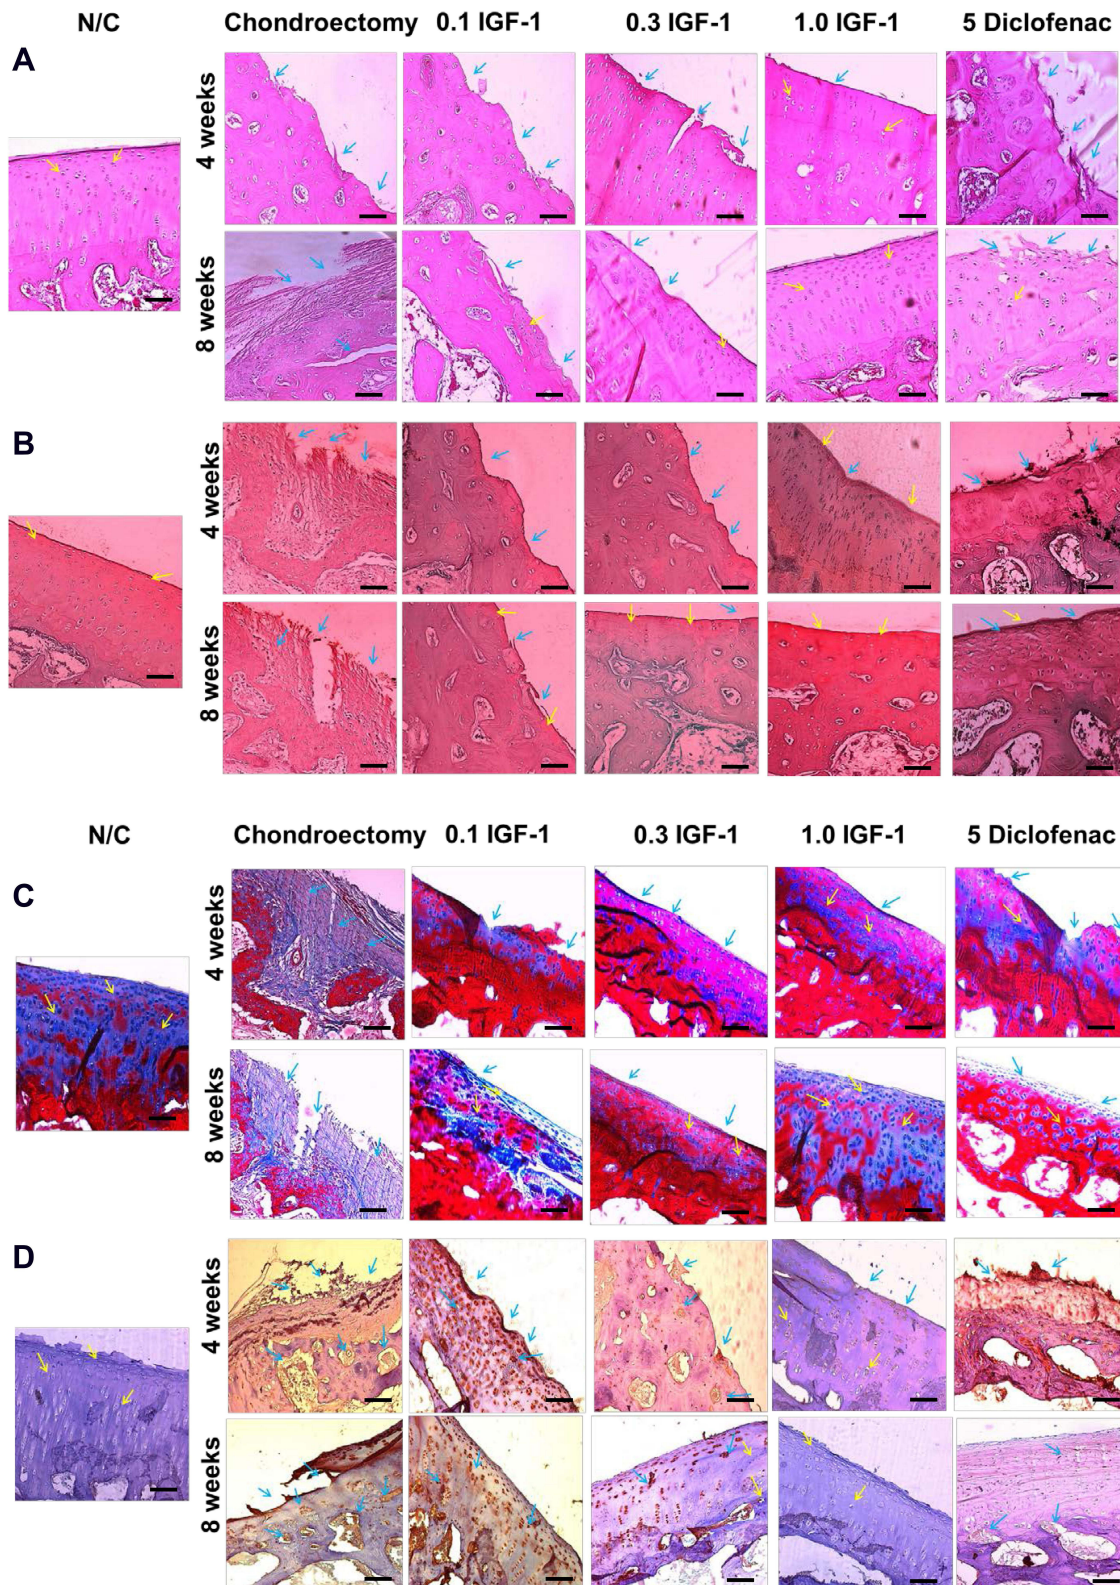 N/C Chondroectomy 0.1 IGF-1 0.3 IGF-1 1.0 IGF-1 5 Diclofenac
A
4 weeks
8 weeks
B
4 weeks
8 weeks
N/C Chondroectomy 0.1 IGF-1 0.3 IGF-1 1.0 IGF-1 5 Diclofenac
C
4 weeks
8 weeks
D
4 weeks
8 weeks